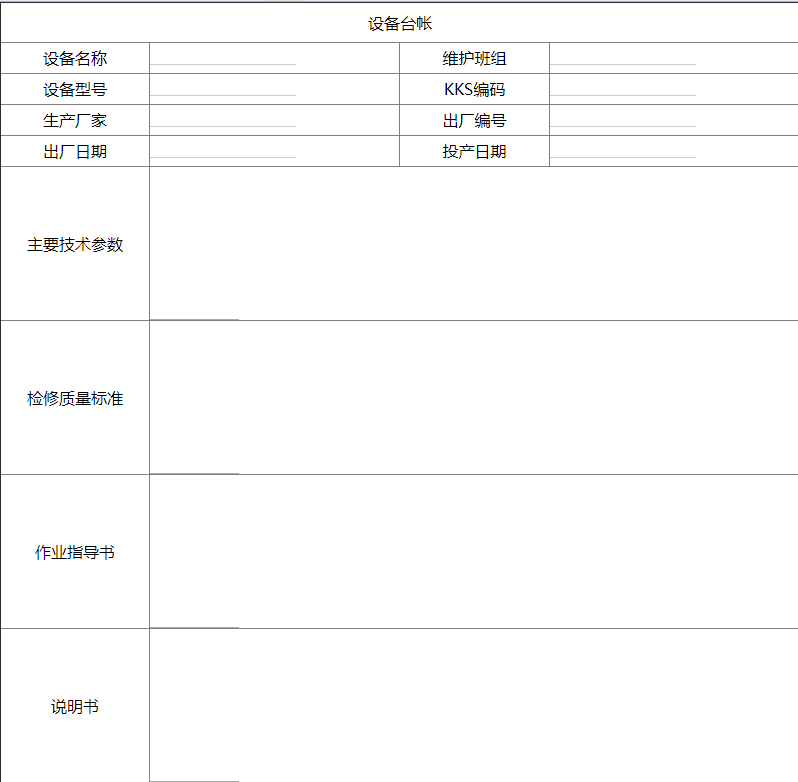 设备台帐
设备名称 维护班组
设备型号 KKS编码
生产厂家 出厂编号
出厂日期 投产日期
主要技术参数
检修质量标准
作业指导书
说明书